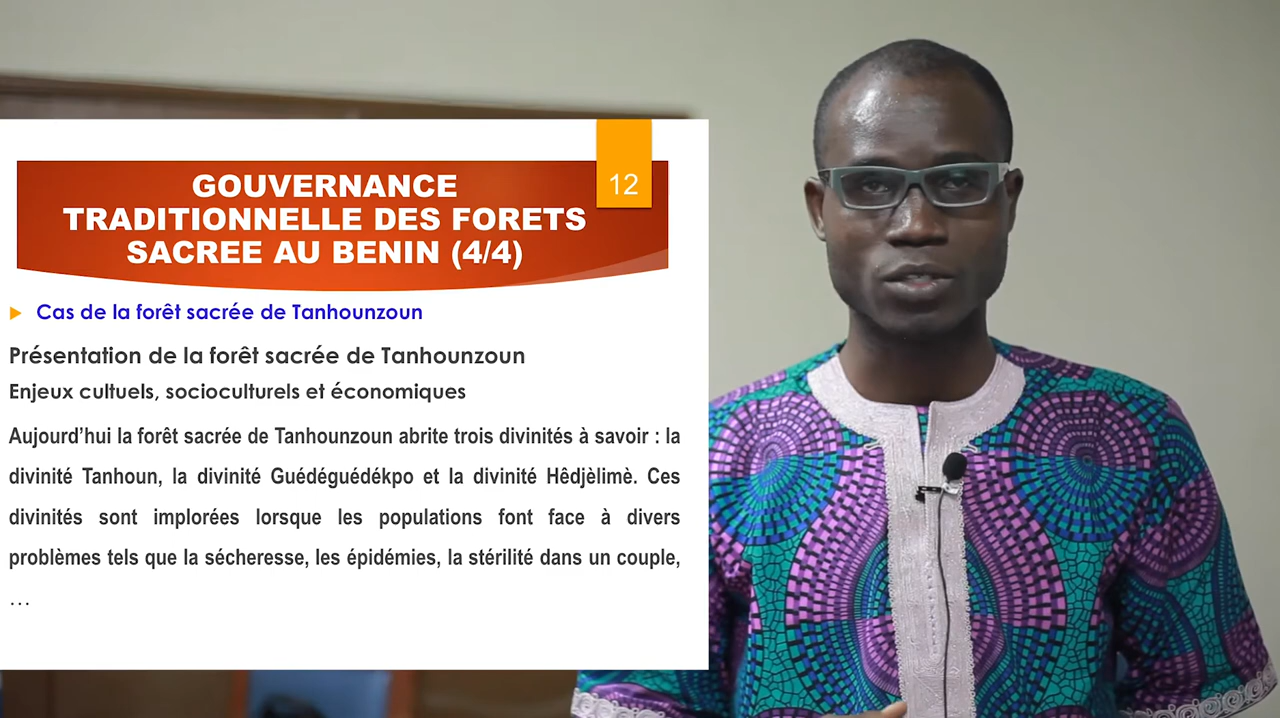 12
GOUVERNANCE
TRADITIONNELLE DES FORETS
SACREE AU BENIN (4/4)
Cas de la forêt sacrée de Tanhounzoun
Présentation de la forêt sacrée de Tanhounzoun
Enjeux cultuels, socioculturels et économiques
Aujourd’hui la forêt sacrée de Tanhounzoun abrite trois divinités à savoir : la
divinité Tanhoun, la divinité Guédéguédékpo et la divinité Hêdjèlimè. Ces
divinités sont implorées lorsque les populations font face à divers
problèmes tels que la sécheresse, les épidémies, la stérilité dans un couple,
…